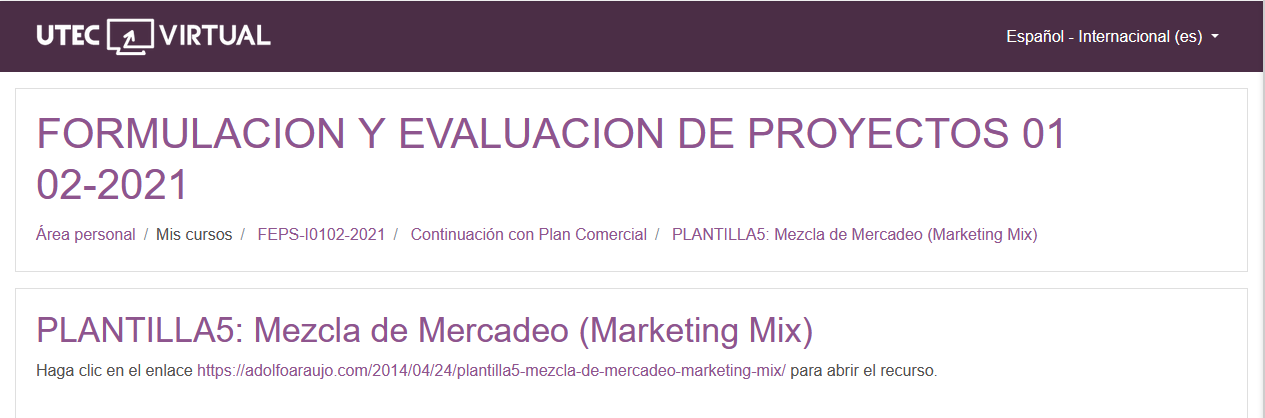 UTEC VIRTUAL
Español - Internacional (es)
FORMULACION Y EVALUACION DE PROYECTOS 01
02-2021
Área personal / Mis cursos / FEPS-I0102-2021 / Continuación con Plan Comercial / PLANTILLA5: Mezcla de Mercadeo (Marketing Mix)
PLANTILLA5: Mezcla de Mercadeo (Marketing Mix)
Haga clic en el enlace https://adolfoaraujo.com/2014/04/24/plantilla5-mezcla-de-mercadeo-marketing-mix/ para abrir el recurso.